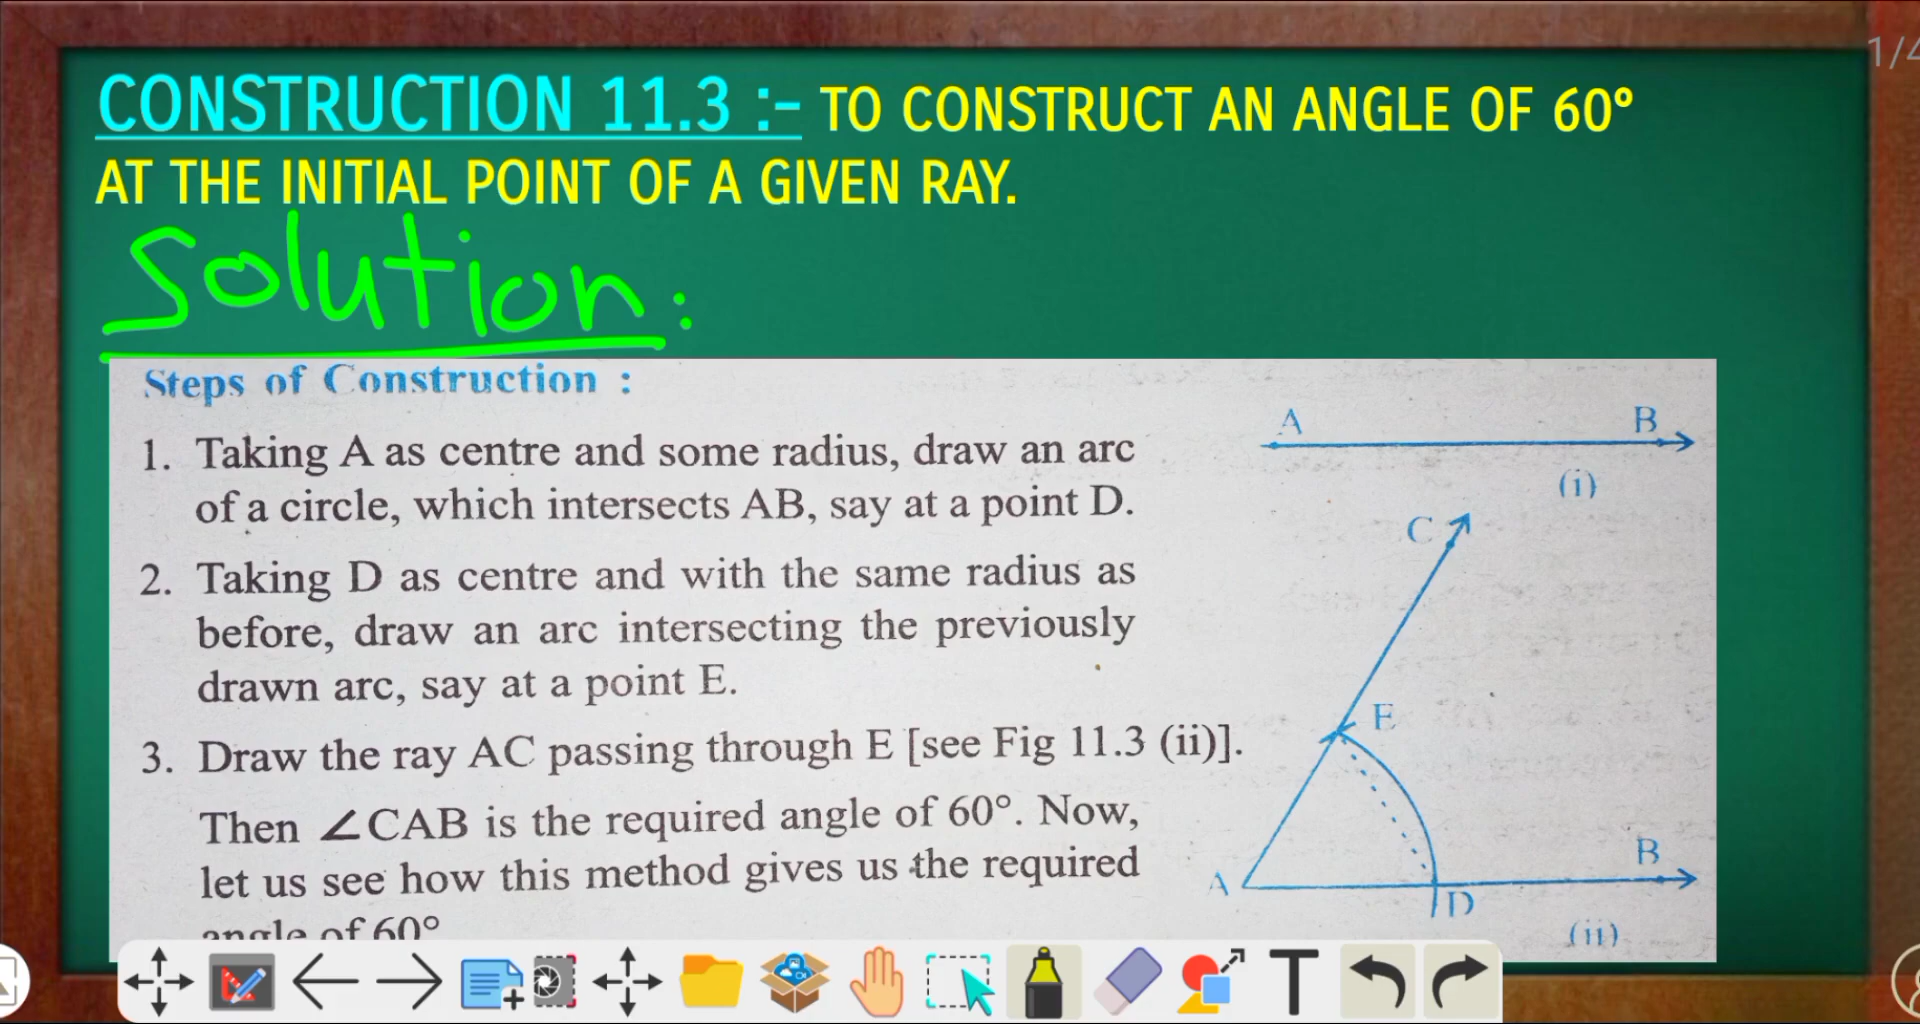 1/4
CONSTRUCTION 11.3 :- TO CONSTRUCT AN ANGLE OF 60°
AT THE INITIAL POINT OF A GIVEN RAY.
Solution:
Steps of Construction :
1. Taking A as centre and some radius, draw an arc
of a circle, which intersects AB, say at a point D.
2. Taking D as centre and with the same radius as
before, draw an arc intersecting the previously
drawn arc, say at a point E.
3. Draw the ray AC passing through E [see Fig 11.3 (ii)].
Then ∠CAB is the required angle of 60°. Now,
let us see how this method gives us the required
angle of 60°
A B
(i)
C
E
B
A
D
(ii)
T